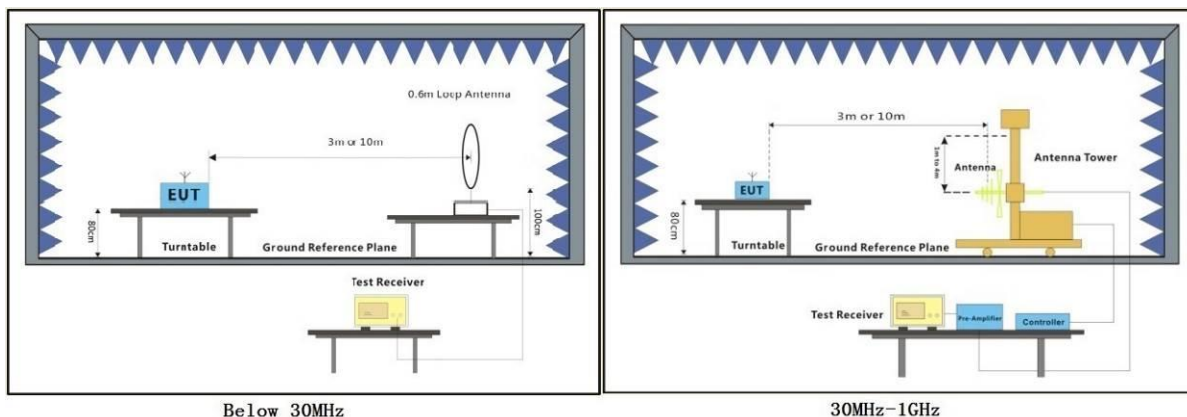 0.6m Loop Antenna
3m or 10m
EUT
80cm
100cm
Turntable
Ground Reference Plane
Test Receiver
Below 30MHz
3m or 10m
1m to 4m
Antenna
Antenna Tower
EUT
80cm
Turntable
Ground Reference Plane
Test Receiver
Pre-Amplifier
Controller
30MHz-1GHz